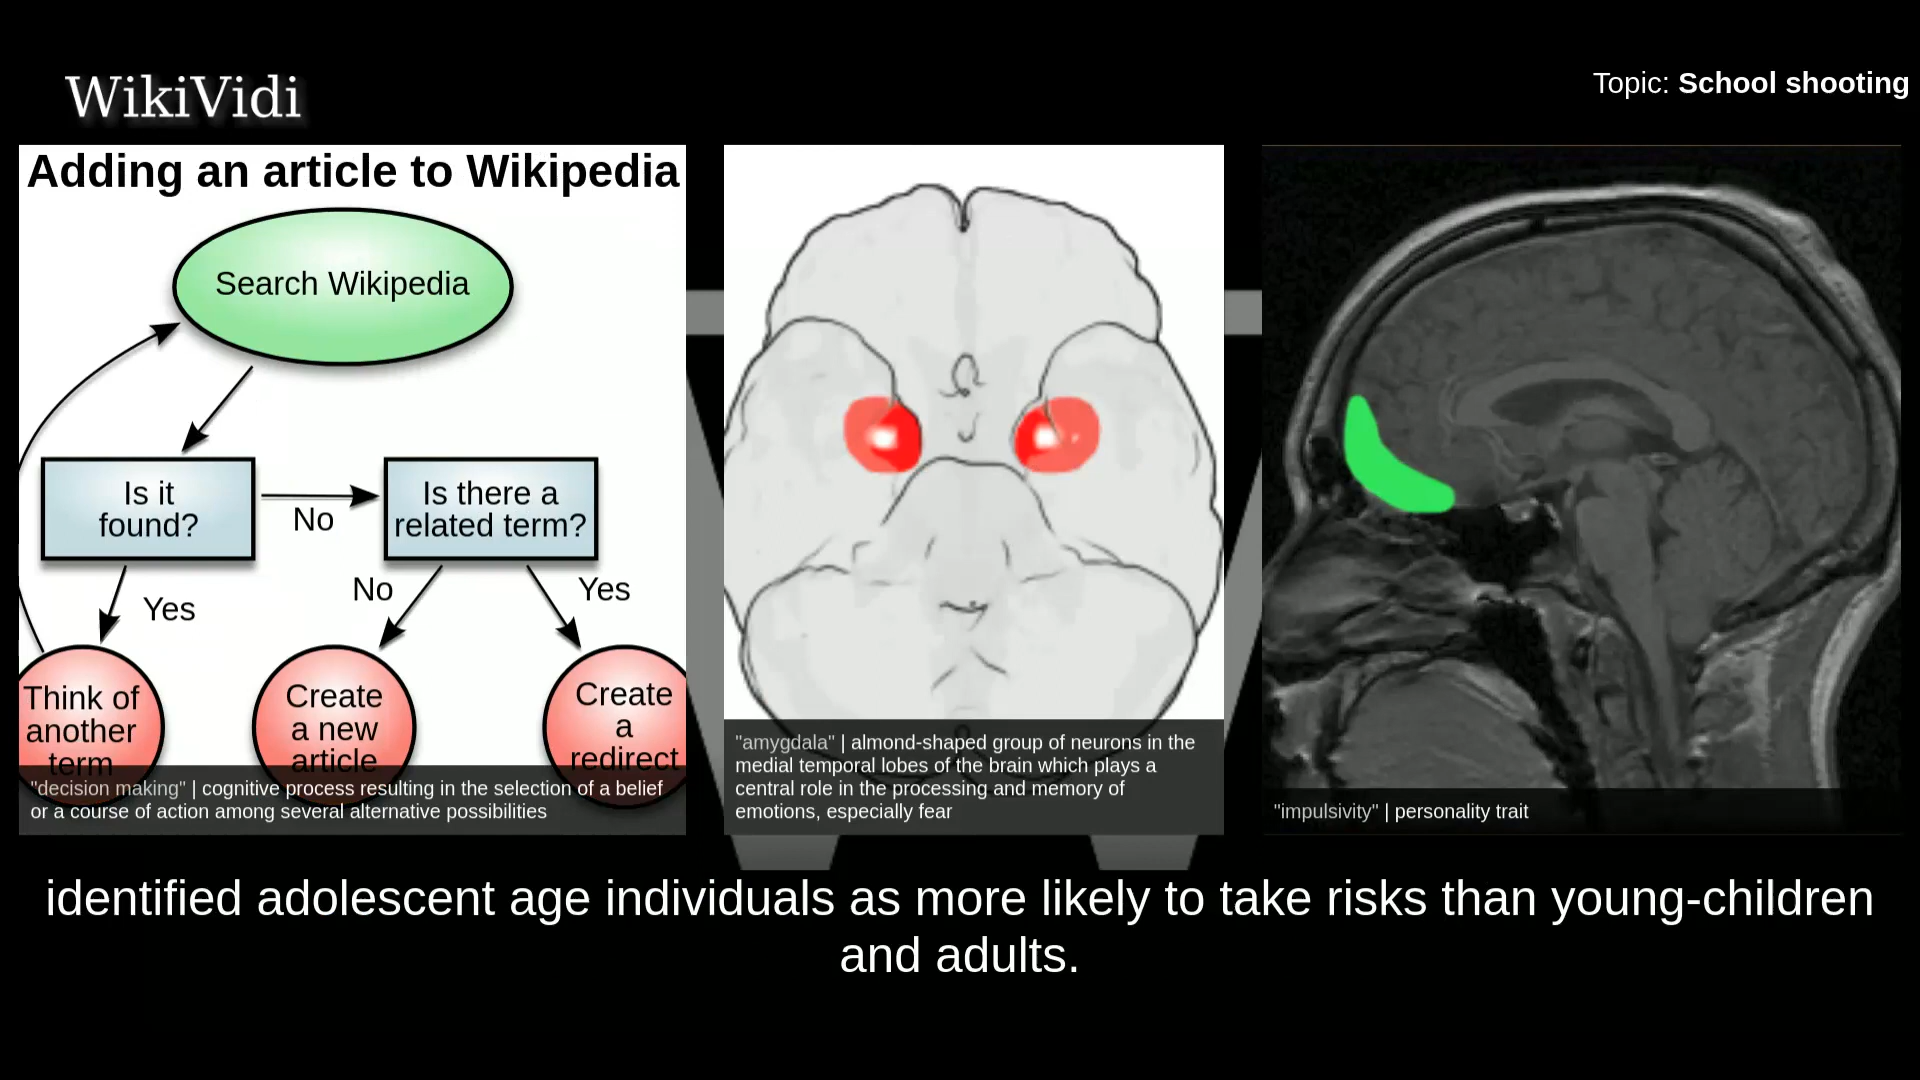 WikiVidi
Topic: School shooting
Adding an article to Wikipedia
Search Wikipedia
Is it
found?
No
Is there a
related term?
Yes
No
Yes
Think of
another
term
Create
a new
article
Create
a
redirect
"decision making" | cognitive process resulting in the selection of a belief
or a course of action among several alternative possibilities
"amygdala" | almond-shaped group of neurons in the
medial temporal lobes of the brain which plays a
central role in the processing and memory of
emotions, especially fear
"impulsivity" | personality trait
identified adolescent age individuals as more likely to take risks than young-children
and adults.